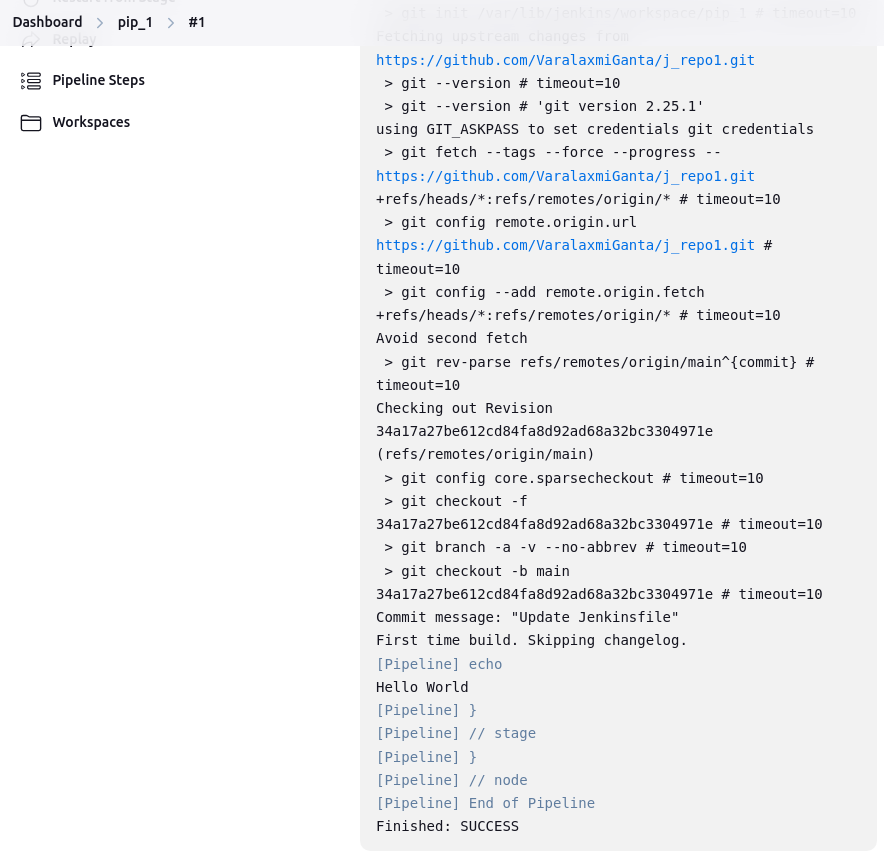 Restart from Stage
Dashboard > pip_1 > #1
Replay
Pipeline Steps
Workspaces
> git init /var/lib/jenkins/workspace/pip_1 # timeout=10
Fetching upstream changes from
https://github.com/VaralaxmiGanta/j_repo1.git
> git --version # timeout=10
> git --version # 'git version 2.25.1'
using GIT_ASKPASS to set credentials git credentials
> git fetch --tags --force --progress --
https://github.com/VaralaxmiGanta/j_repo1.git
+refs/heads/*:refs/remotes/origin/* # timeout=10
> git config remote.origin.url
https://github.com/VaralaxmiGanta/j_repo1.git #
timeout=10
> git config --add remote.origin.fetch
+refs/heads/*:refs/remotes/origin/* # timeout=10
Avoid second fetch
> git rev-parse refs/remotes/origin/main^{commit} #
timeout=10
Checking out Revision
34a17a27be612cd84fa8d92ad68a32bc3304971e
(refs/remotes/origin/main)
> git config core.sparsecheckout # timeout=10
> git checkout -f
34a17a27be612cd84fa8d92ad68a32bc3304971e # timeout=10
> git branch -a -v --no-abbrev # timeout=10
> git checkout -b main
34a17a27be612cd84fa8d92ad68a32bc3304971e # timeout=10
Commit message: "Update Jenkinsfile"
First time build. Skipping changelog.
[Pipeline] echo
Hello World
[Pipeline] }
[Pipeline] // stage
[Pipeline] }
[Pipeline] // node
[Pipeline] End of Pipeline
Finished: SUCCESS